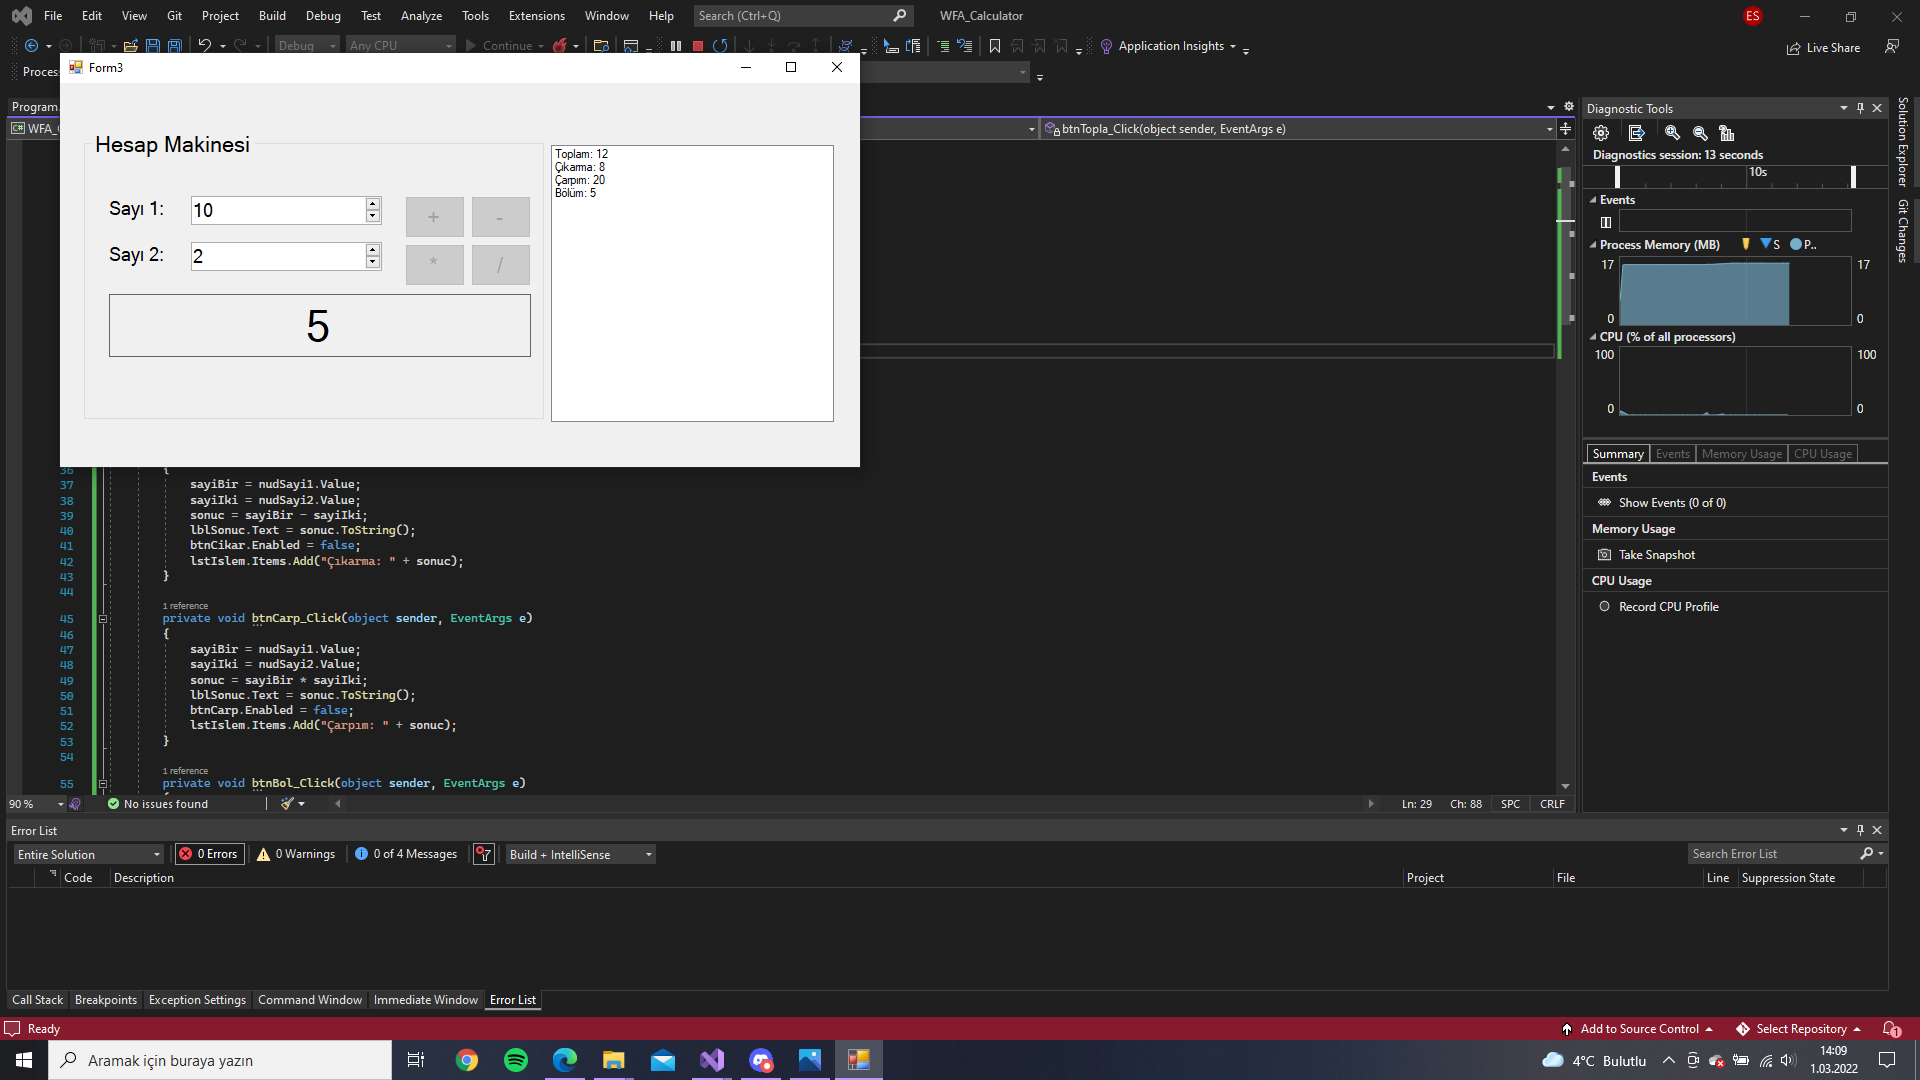 File Edit View Git Project Build Debug Test Analyze Tools Extensions Window Help Search (Ctrl+Q) WFA_Calculator ES
Debug Any CPU Continue Application Insights Live Share
Form3
Hesap Makinesi
Sayı 1: 10 + -
Sayı 2: 2 * /
5
Toplam: 12
Çıkarma: 8
Çarpım: 20
Bölüm: 5
btnTopla_Click(object sender, EventArgs e)
36 {
37 sayiBir = nudSayi1.Value;
38 sayiIki = nudSayi2.Value;
39 sonuc = sayiBir - sayiIki;
40 lblSonuc.Text = sonuc.ToString();
41 btnCikar.Enabled = false;
42 lstIslem.Items.Add("Çıkarma: " + sonuc);
43 }
44
1 reference
45 private void btnCarp_Click(object sender, EventArgs e)
46 {
47 sayiBir = nudSayi1.Value;
48 sayiIki = nudSayi2.Value;
49 sonuc = sayiBir * sayiIki;
50 lblSonuc.Text = sonuc.ToString();
51 btnCarp.Enabled = false;
52 lstIslem.Items.Add("Çarpım: " + sonuc);
53 }
54
1 reference
55 private void btnBol_Click(object sender, EventArgs e)
90 % No issues found Ln: 29 Ch: 88 SPC CRLF
Diagnostic Tools
Diagnostics session: 13 seconds
10s
Events
Process Memory (MB) S P..
17 17
0 0
CPU (% of all processors)
100 100
0 0
Summary Events Memory Usage CPU Usage
Events
Show Events (0 of 0)
Memory Usage
Take Snapshot
CPU Usage
Record CPU Profile
Solution Explorer
Git Changes
Error List
Entire Solution 0 Errors 0 Warnings 0 of 4 Messages Build + IntelliSense Search Error List
Code Description Project File Line Suppression State
Call Stack Breakpoints Exception Settings Command Window Immediate Window Error List
Ready Add to Source Control Select Repository 1
Aramak için buraya yazın 4°C Bulutlu 14:09
1.03.2022